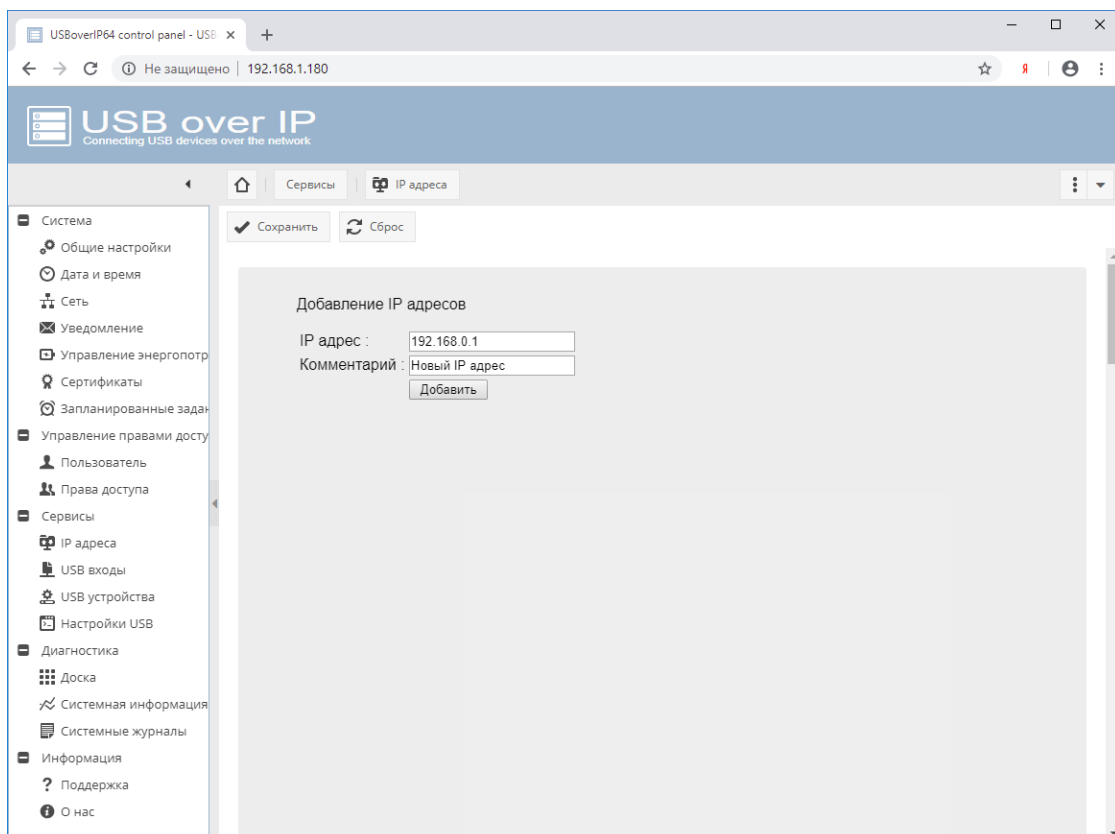 USBoverIP64 control panel - USB
Не защищено 192.168.1.180
Я
USB over IP
Connecting USB devices over the network
Сервисы IP адреса
Сохранить Сброс
Система
Общие настройки
Дата и время
Сеть
Уведомление
Управление энергопотр
Сертификаты
Запланированные задан
Управление правами досту
Пользователь
Права доступа
Сервисы
IP адреса
USB входы
USB устройства
Настройки USB
Диагностика
Доска
Системная информация
Системные журналы
Информация
Поддержка
О нас
Добавление IP адресов
IP адрес : 192.168.0.1
Комментарий : Новый IP адрес
Добавить